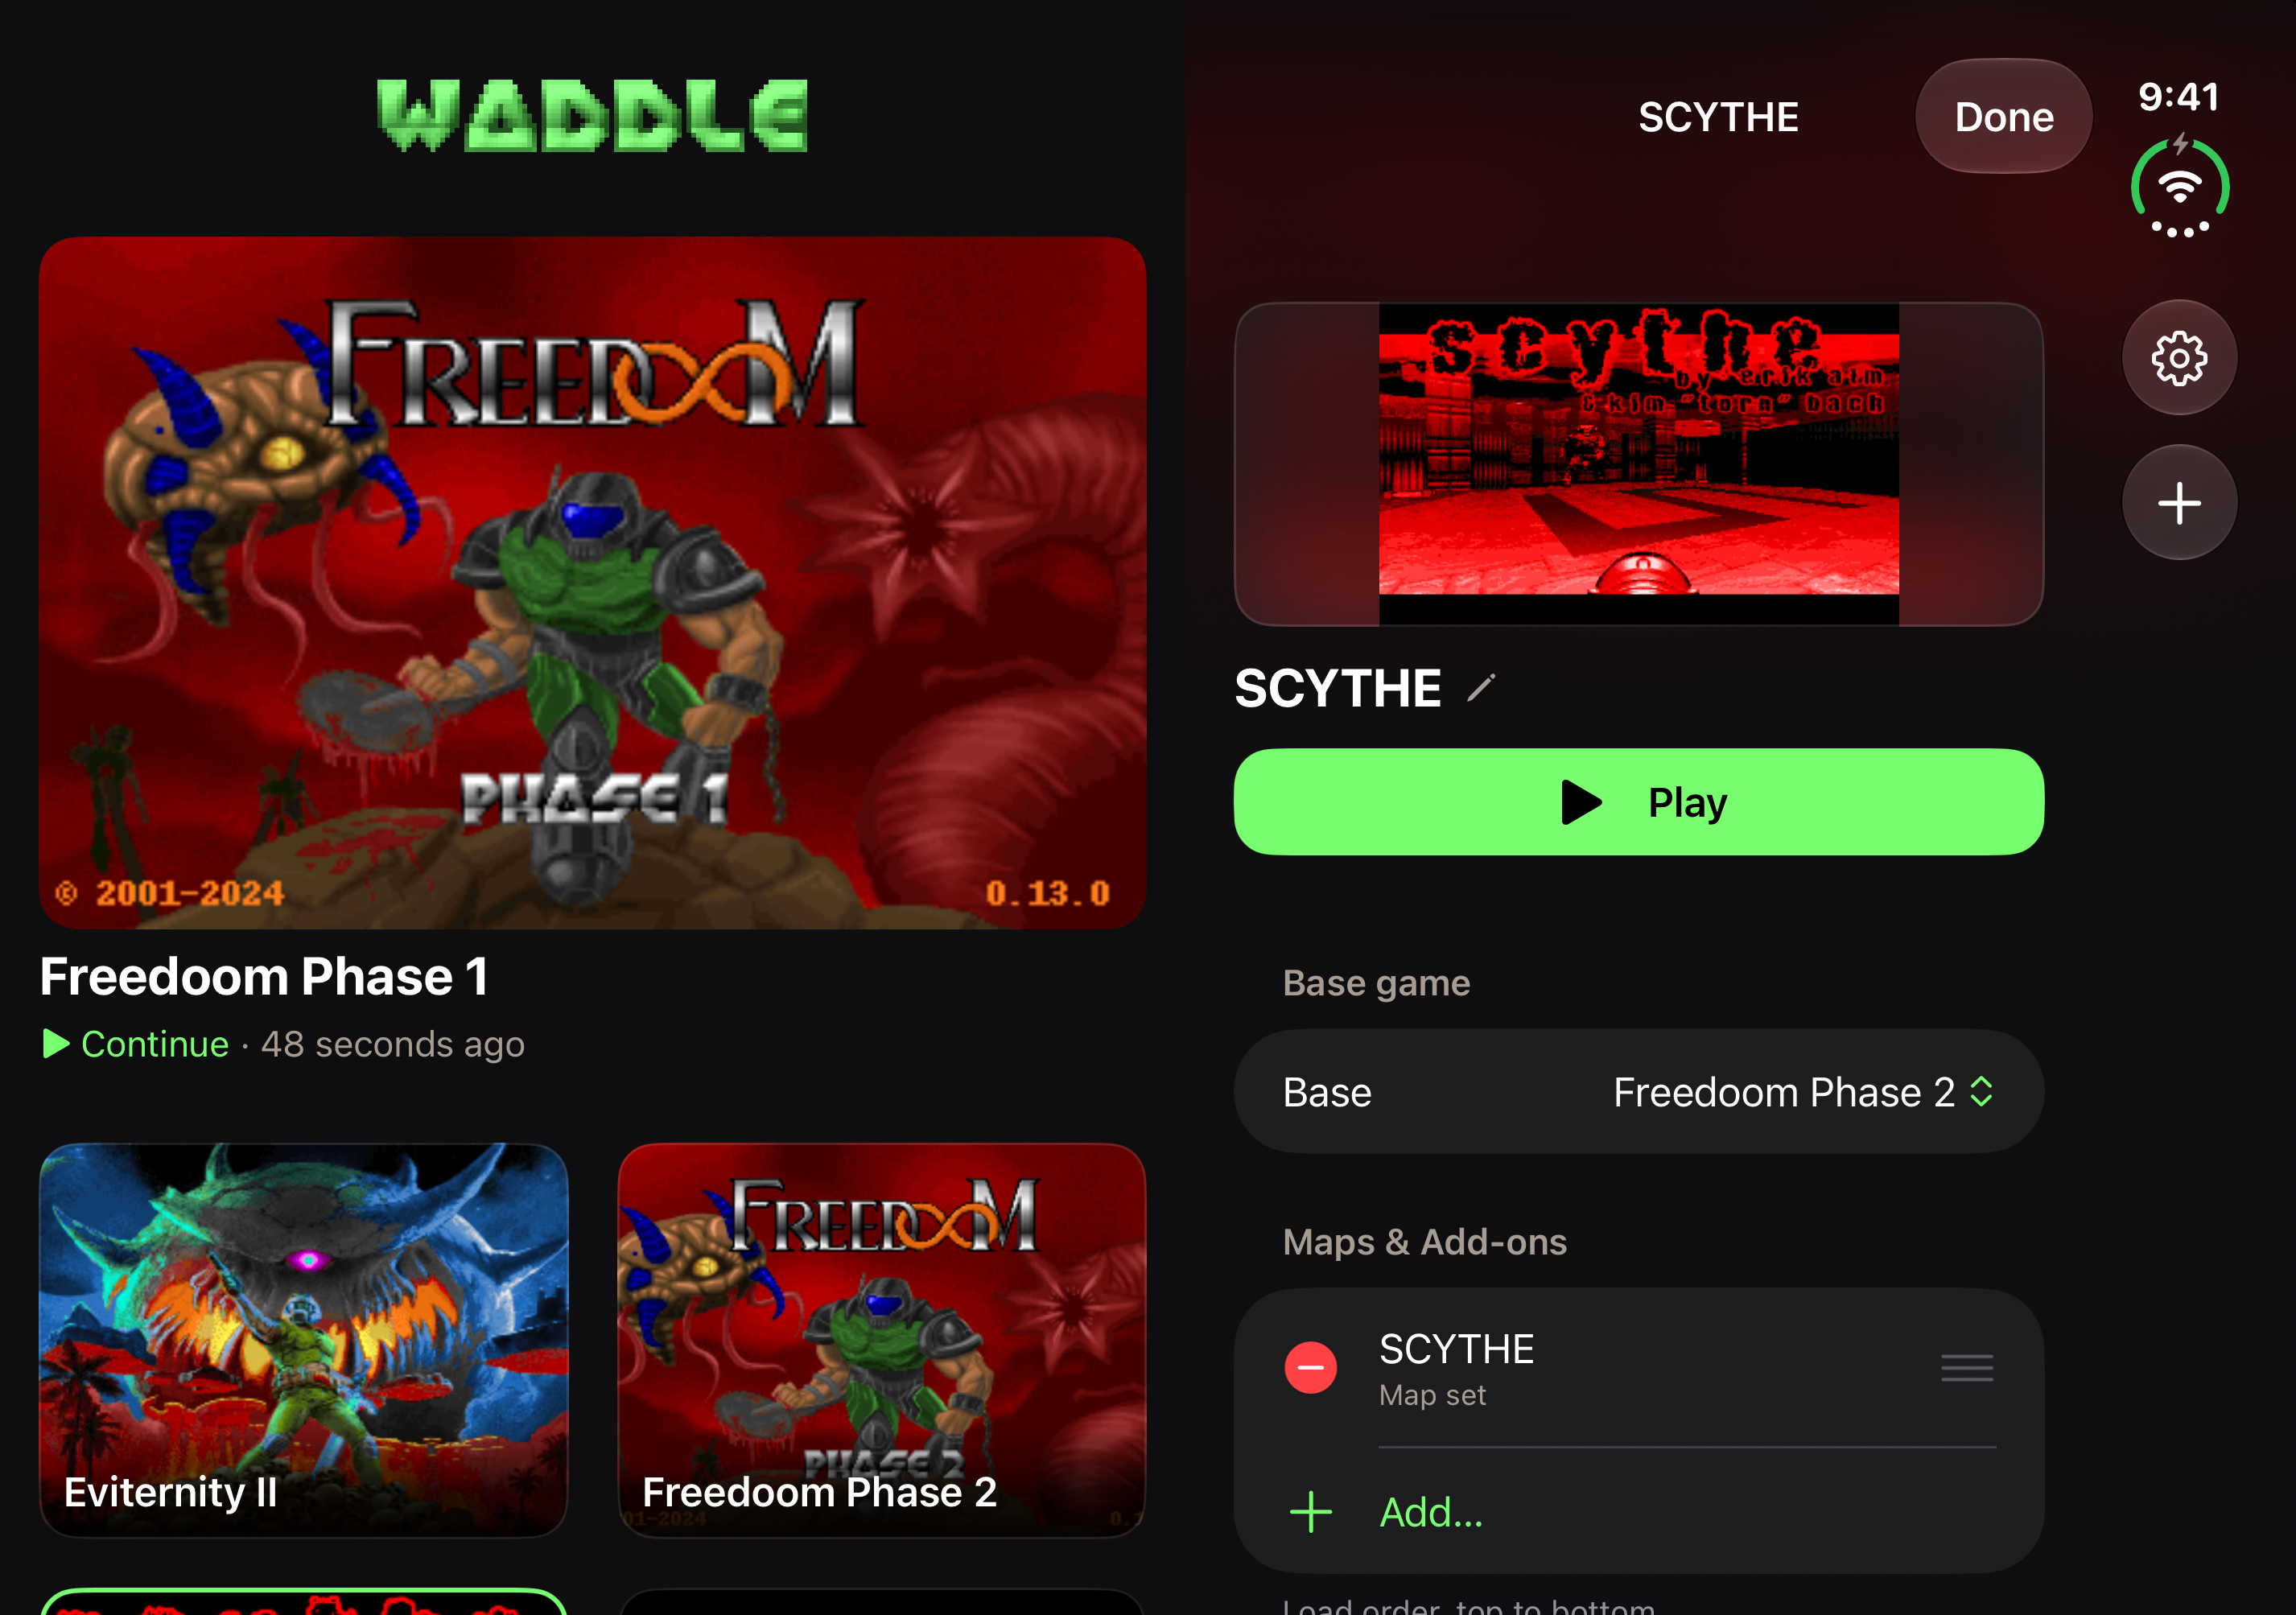 WADDLE
FREEDOOM
PHASE 1
© 2001-2024
0.13.0
Freedoom Phase 1
Continue · 48 seconds ago
Eviternity II
FREEDOOM
PHASE 2
Freedoom Phase 2
01-2024
SCYTHE
Done
9:41
scythe
by erik alm
& kim "torn" bach
SCYTHE
Play
Base game
Base
Freedoom Phase 2
Maps & Add-ons
SCYTHE
Map set
Add...
Load order, top to bottom